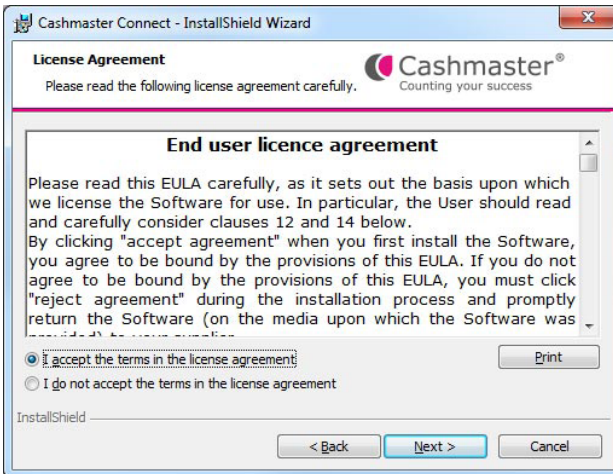 Cashmaster Connect - InstallShield Wizard
License Agreement
Please read the following license agreement carefully.
Cashmaster®
Counting your success
End user licence agreement
Please read this EULA carefully, as it sets out the basis upon which
we license the Software for use. In particular, the User should read
and carefully consider clauses 12 and 14 below.
By clicking "accept agreement" when you first install the Software,
you agree to be bound by the provisions of this EULA. If you do not
agree to be bound by the provisions of this EULA, you must click
"reject agreement" during the installation process and promptly
return the Software (on the media upon which the Software was
provided) to your supplier
I accept the terms in the license agreement
Print
I do not accept the terms in the license agreement
InstallShield
< Back
Next >
Cancel